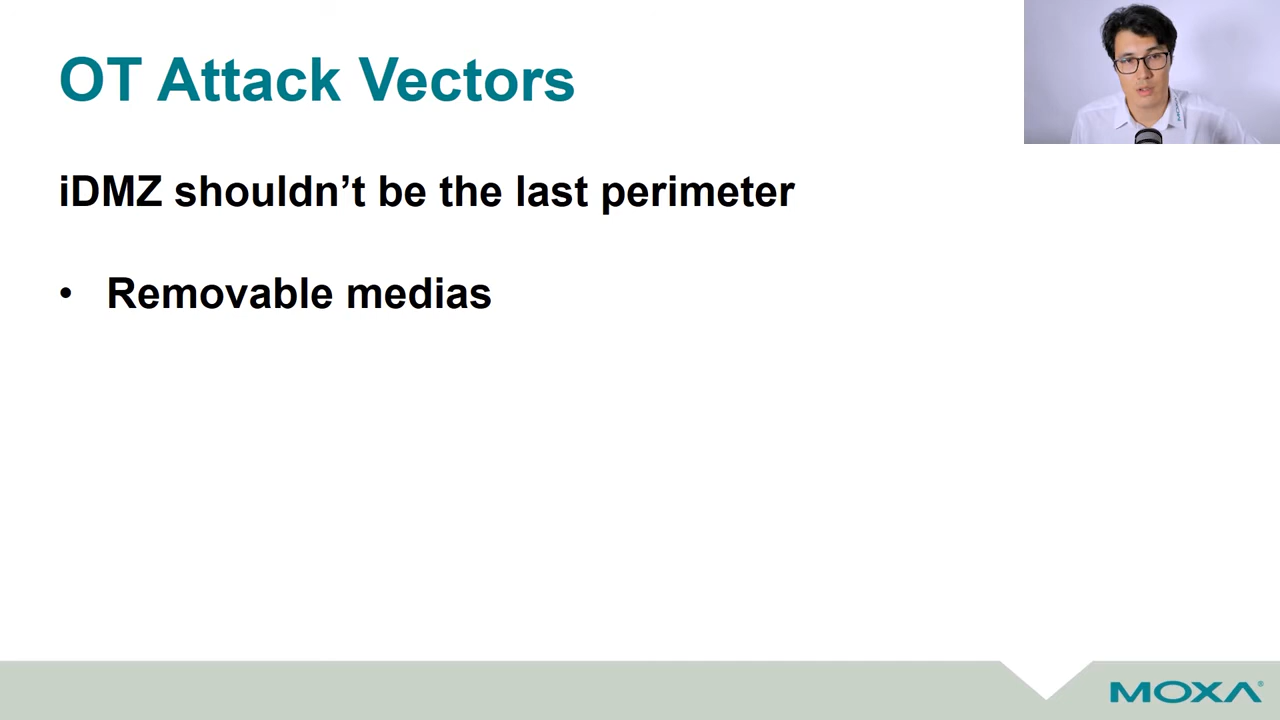 OT Attack Vectors
iDMZ shouldn’t be the last perimeter
• Removable medias
MOXA®